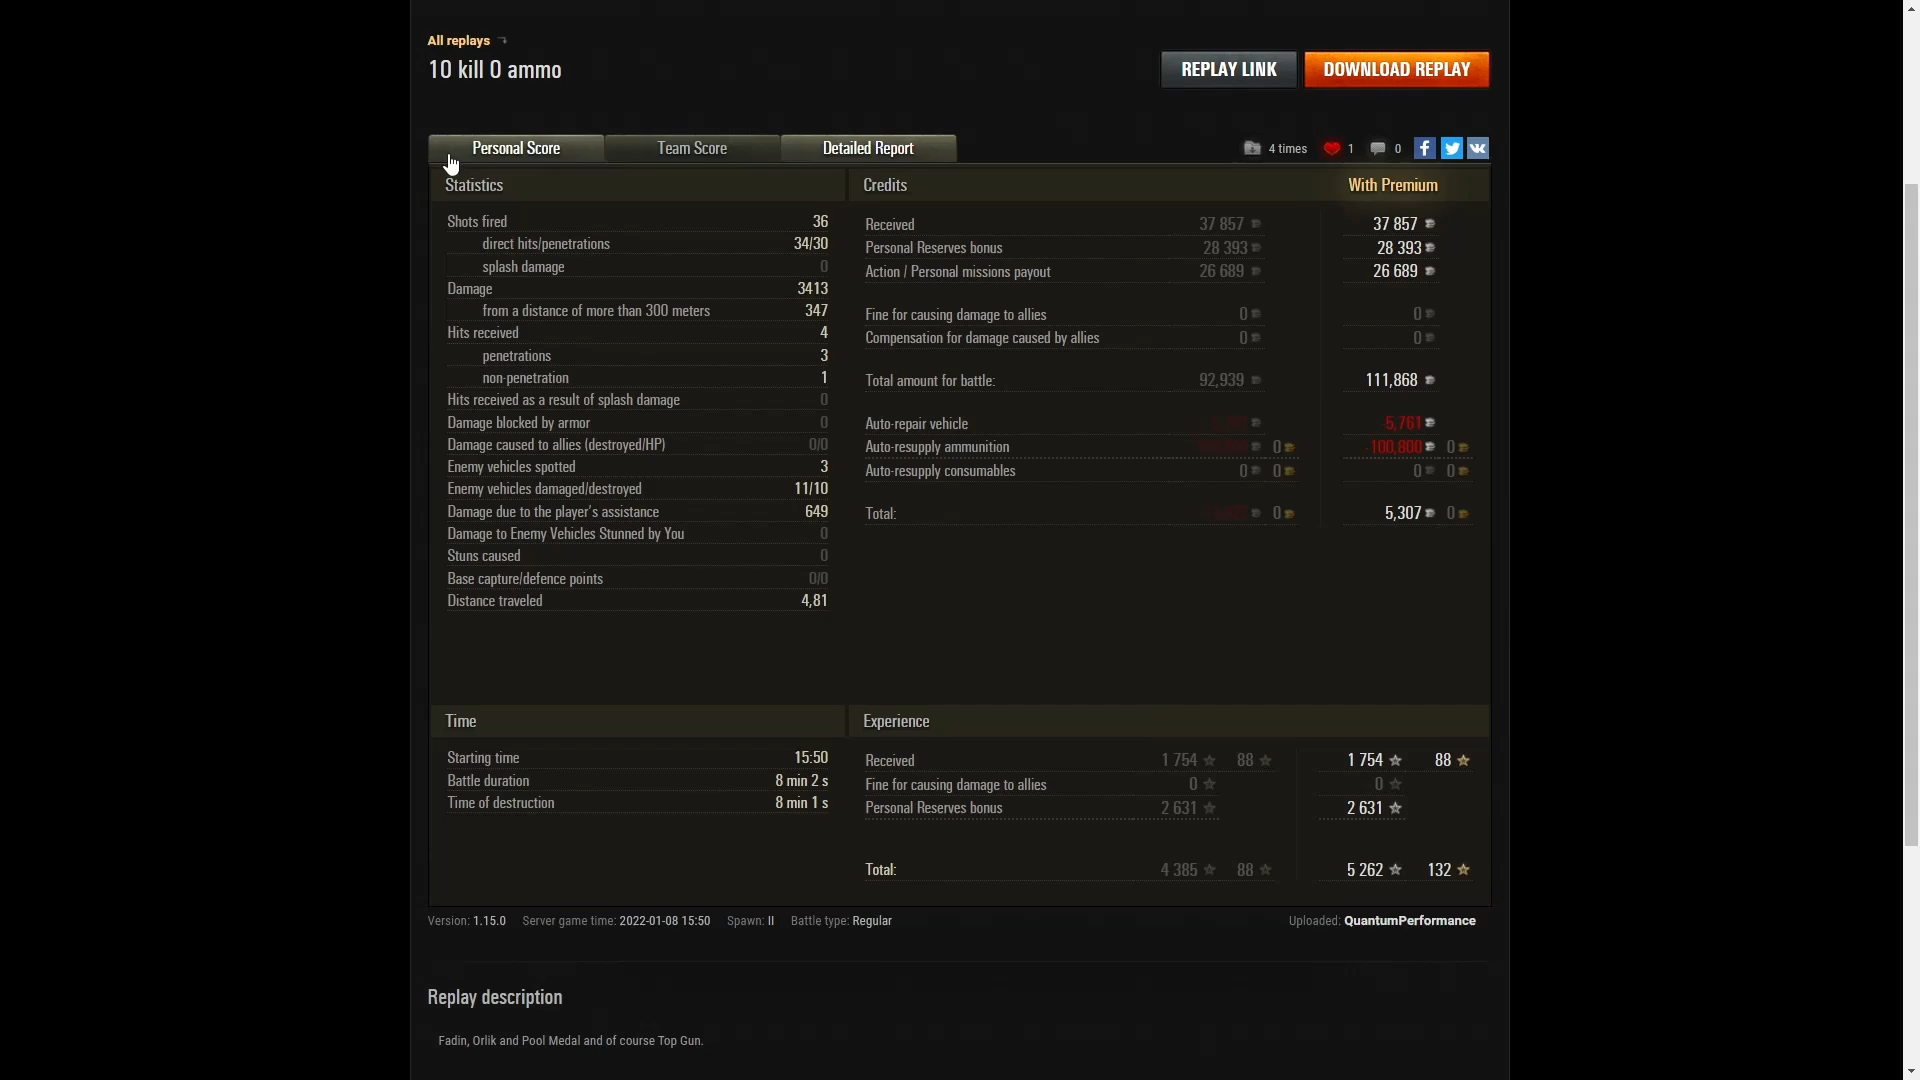 All replays
10 kill 0 ammo
REPLAY LINK
DOWNLOAD REPLAY
Personal Score
Team Score
Detailed Report
4 times
1
0
Statistics
Shots fired 36
direct hits/penetrations 34/30
splash damage 0
Damage 3413
from a distance of more than 300 meters 347
Hits received 4
penetrations 3
non-penetration 1
Hits received as a result of splash damage 0
Damage blocked by armor 0
Damage caused to allies (destroyed/HP) 0/0
Enemy vehicles spotted 3
Enemy vehicles damaged/destroyed 11/10
Damage due to the player's assistance 649
Damage to Enemy Vehicles Stunned by You 0
Stuns caused 0
Base capture/defence points 0/0
Distance traveled 4,81
Credits With Premium
Received 37 857 37 857
Personal Reserves bonus 28 393 28 393
Action / Personal missions payout 26 689 26 689
Fine for causing damage to allies 0 0
Compensation for damage caused by allies 0 0
Total amount for battle: 92,939 111,868
Auto-repair vehicle -5,761
Auto-resupply ammunition 0 -100,800 0
Auto-resupply consumables 0 0 0 0
Total: 0 5,307 0
Time
Starting time 15:50
Battle duration 8 min 2 s
Time of destruction 8 min 1 s
Experience
Received 1 754 88 1 754 88
Fine for causing damage to allies 0 0
Personal Reserves bonus 2 631 2 631
Total: 4 385 88 5 262 132
Version: 1.15.0 Server game time: 2022-01-08 15:50 Spawn: II Battle type: Regular
Uploaded: QuantumPerformance
Replay description
Fadin, Orlik and Pool Medal and of course Top Gun.